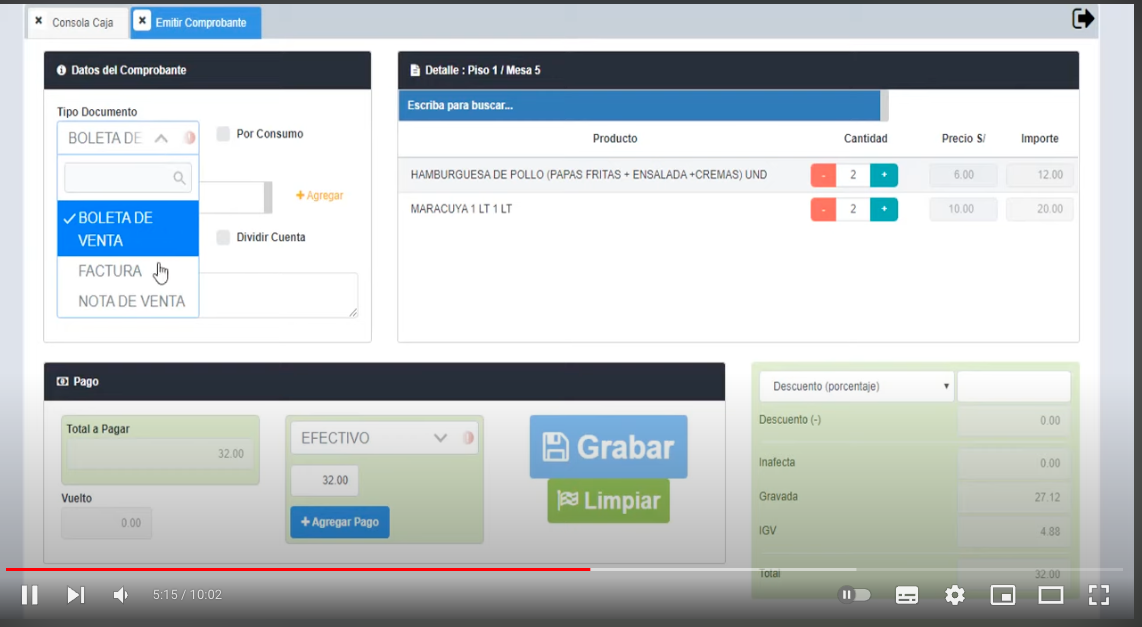 Consola Caja
Emitir Comprobante
Datos del Comprobante
Tipo Documento
BOLETA DE
Por Consumo
BOLETA DE
VENTA
FACTURA
NOTA DE VENTA
+ Agregar
Dividir Cuenta
Detalle : Piso 1 / Mesa 5
Escriba para buscar...
Producto Cantidad Precio S/ Importe
HAMBURGUESA DE POLLO (PAPAS FRITAS + ENSALADA +CREMAS) UND - 2 + 6.00 12.00
MARACUYA 1 LT 1 LT - 2 + 10.00 20.00
Pago
Total a Pagar
32.00
Vuelto
0.00
EFECTIVO
32.00
+ Agregar Pago
Grabar
Limpiar
Descuento (porcentaje)
Descuento (-) 0.00
Inafecta 0.00
Gravada 27.12
IGV 4.88
Total 32.00
5:15 / 10:02